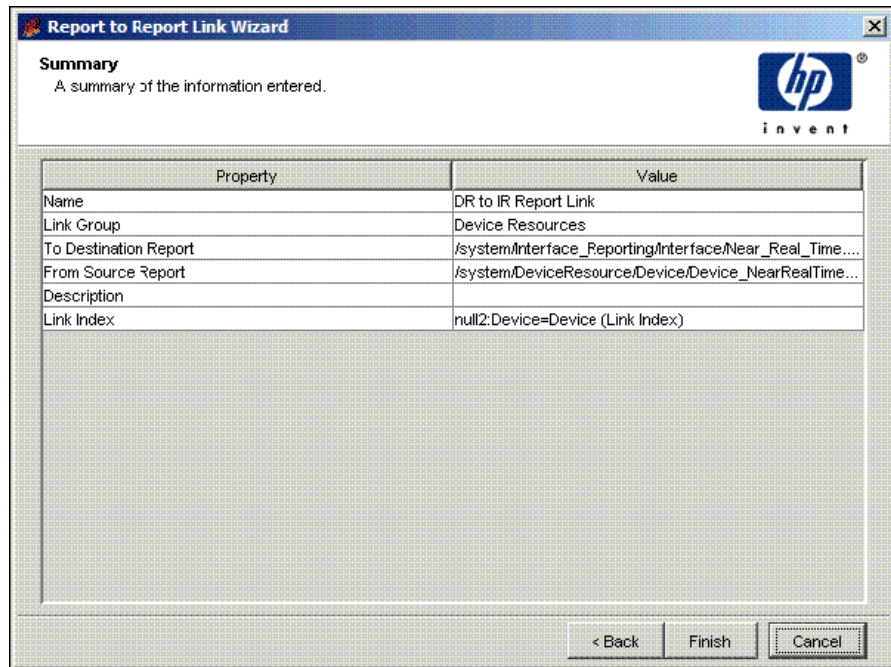 Report to Report Link Wizard
Summary
A summary of the information entered.
hp
®
invent
Property Value
Name DR to IR Report Link
Link Group Device Resources
To Destination Report /system/Interface_Reporting/Interface/Near_Real_Time....
From Source Report /system/DeviceResource/Device/Device_NearRealTime...
Description
Link Index null2:Device=Device (Link Index)
< Back Finish Cancel